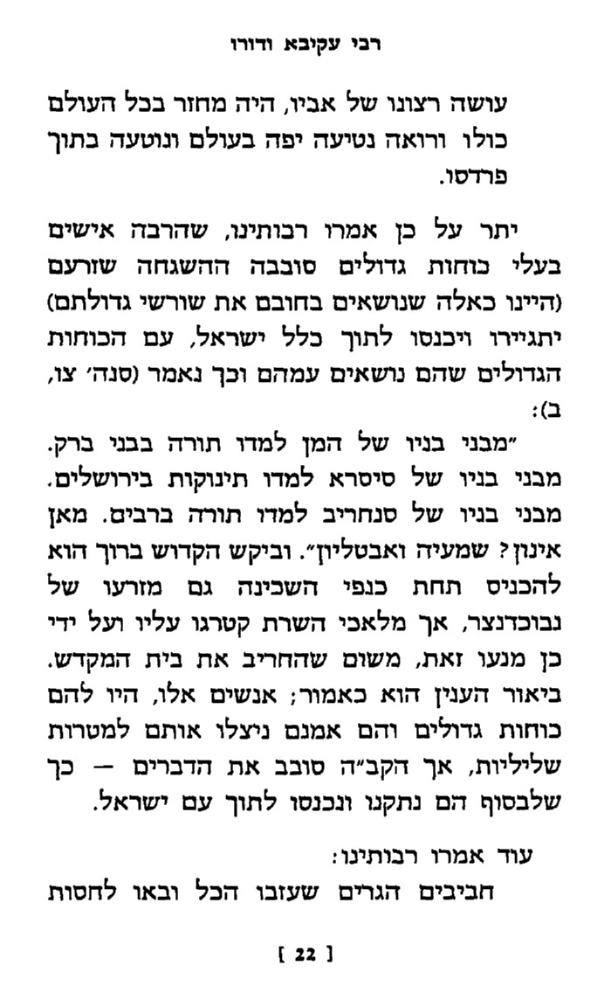 רבי עקיבא ודורו
עושה רצונו של אביו, היה מחזר בכל העולם
כולו ורואה נטיעה יפה בעולם ונוטעה בתוך
פרדסו.
יתר על כן אמרו רבותינו, שהרבה אישים
בעלי כוחות גדולים סובבה ההשגחה שזרעם
(היינו כאלה שנושאים בחובם את שורשי גדולתם)
יתגיירו ויכנסו לתוך כלל ישראל, עם הכוחות
הגדולים שהם נושאים עמהם וכך נאמר (סנה׳ צו,
ב):
״מבני בניו של המן למדו תורה בבני ברק.
מבני בניו של סיסרא למדו תינוקות בירושלים.
מבני בניו של סנחריב למדו תורה ברבים. מאן
אינון? שמעיה ואבטליון״. וביקש הקדוש ברוך הוא
להכניס תחת כנפי השכינה גם מזרעו של
נבוכדנצר, אך מלאכי השרת קטרגו עליו ועל ידי
כן מנעו זאת, משום שהחריב את בית המקדש.
ביאור הענין הוא כאמור; אנשים אלו, היו להם
כוחות גדולים והם אמנם ניצלו אותם למטרות
שליליות, אך הקב״ה סובב את הדברים — כך
שלבסוף הם נתקנו ונכנסו לתוך עם ישראל.
עוד אמרו רבותינו:
חביבים הגרים שעזבו הכל ובאו לחסות
[ 22 ]